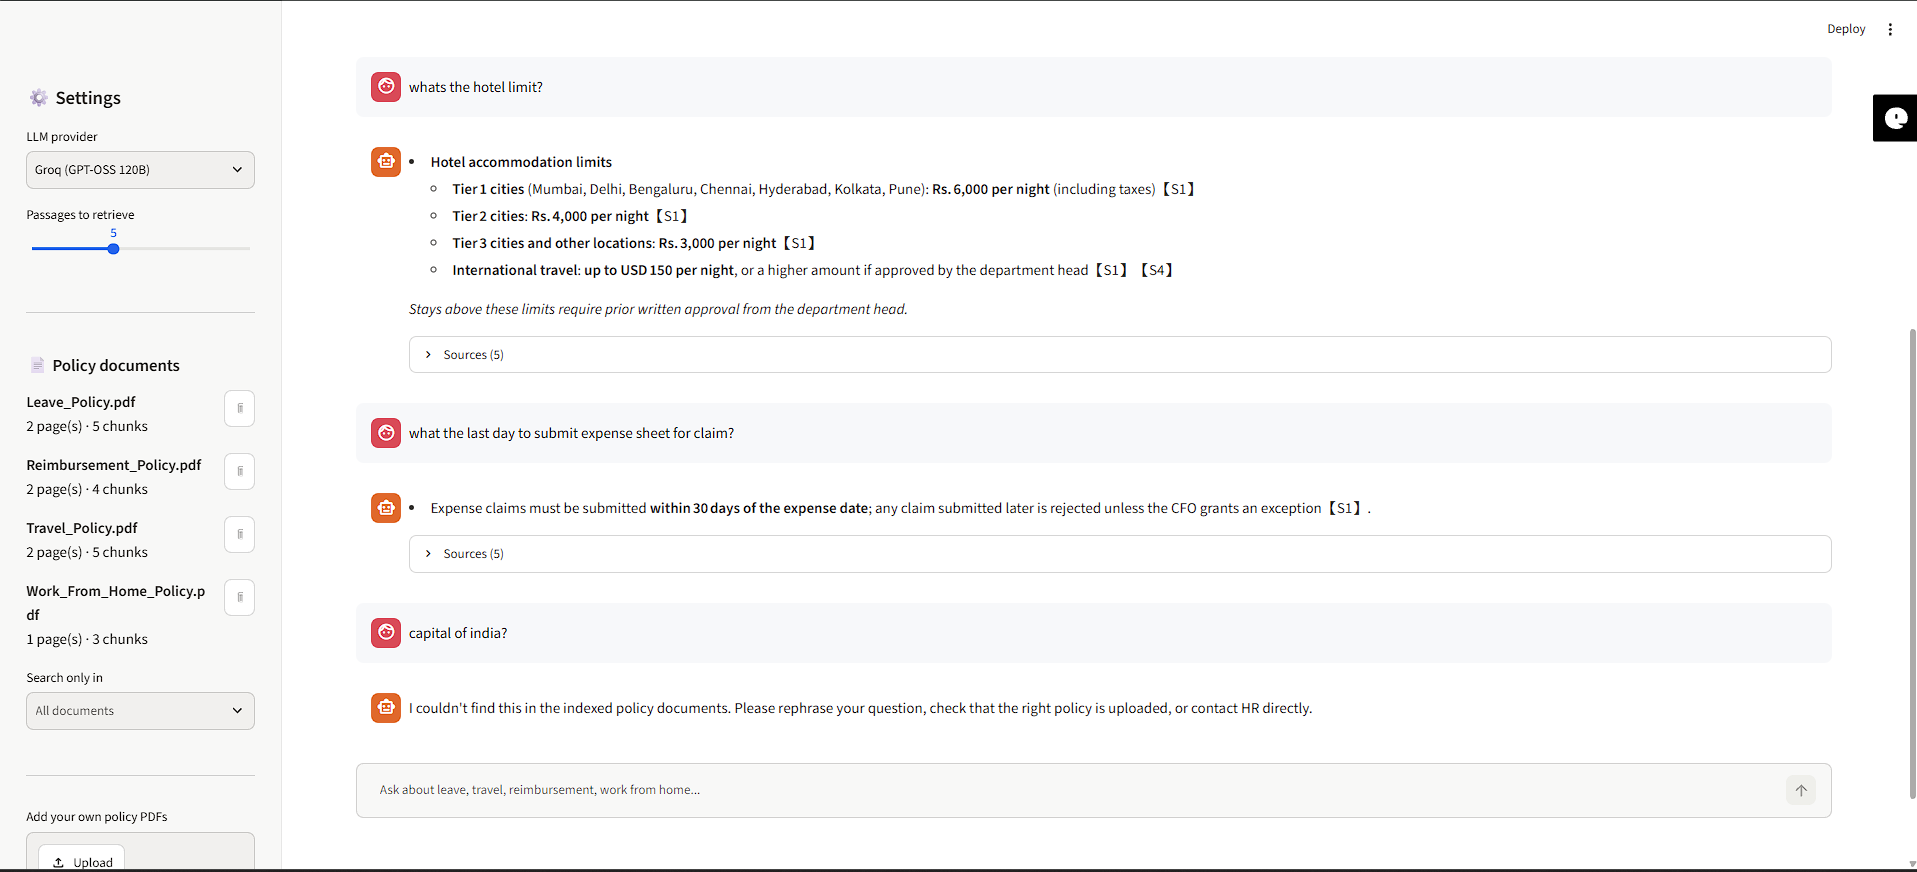 Deploy
Settings
LLM provider
Groq (GPT-OSS 120B)
Passages to retrieve
5
Policy documents
Leave_Policy.pdf
2 page(s) · 5 chunks
Reimbursement_Policy.pdf
2 page(s) · 4 chunks
Travel_Policy.pdf
2 page(s) · 5 chunks
Work_From_Home_Policy.p
df
1 page(s) · 3 chunks
Search only in
All documents
Add your own policy PDFs
Upload
whats the hotel limit?
• Hotel accommodation limits
○ Tier 1 cities (Mumbai, Delhi, Bengaluru, Chennai, Hyderabad, Kolkata, Pune): Rs. 6,000 per night (including taxes)【S1】
○ Tier 2 cities: Rs. 4,000 per night【S1】
○ Tier 3 cities and other locations: Rs. 3,000 per night【S1】
○ International travel: up to USD 150 per night, or a higher amount if approved by the department head【S1】【S4】
Stays above these limits require prior written approval from the department head.
Sources (5)
what the last day to submit expense sheet for claim?
• Expense claims must be submitted within 30 days of the expense date; any claim submitted later is rejected unless the CFO grants an exception【S1】.
Sources (5)
capital of india?
I couldn't find this in the indexed policy documents. Please rephrase your question, check that the right policy is uploaded, or contact HR directly.
Ask about leave, travel, reimbursement, work from home...